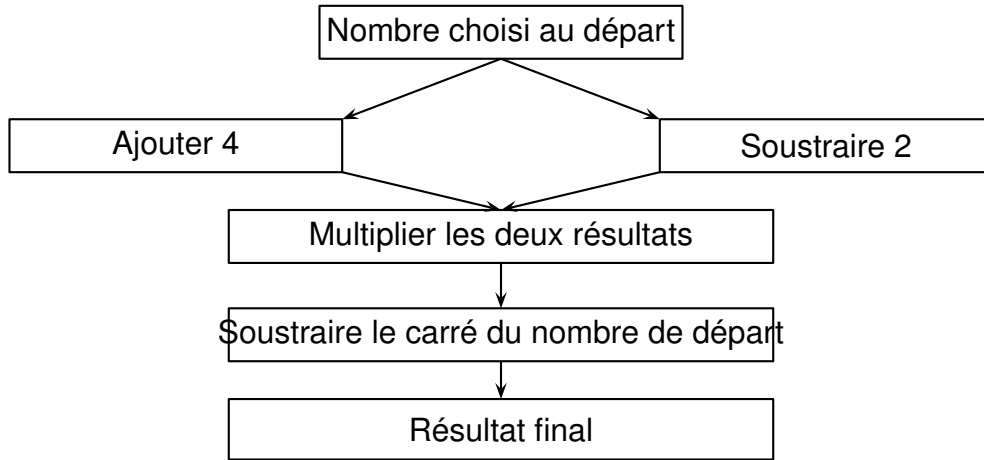 Nombre choisi au départ
Ajouter 4
Soustraire 2
Multiplier les deux résultats
Soustraire le carré du nombre de départ
Résultat final